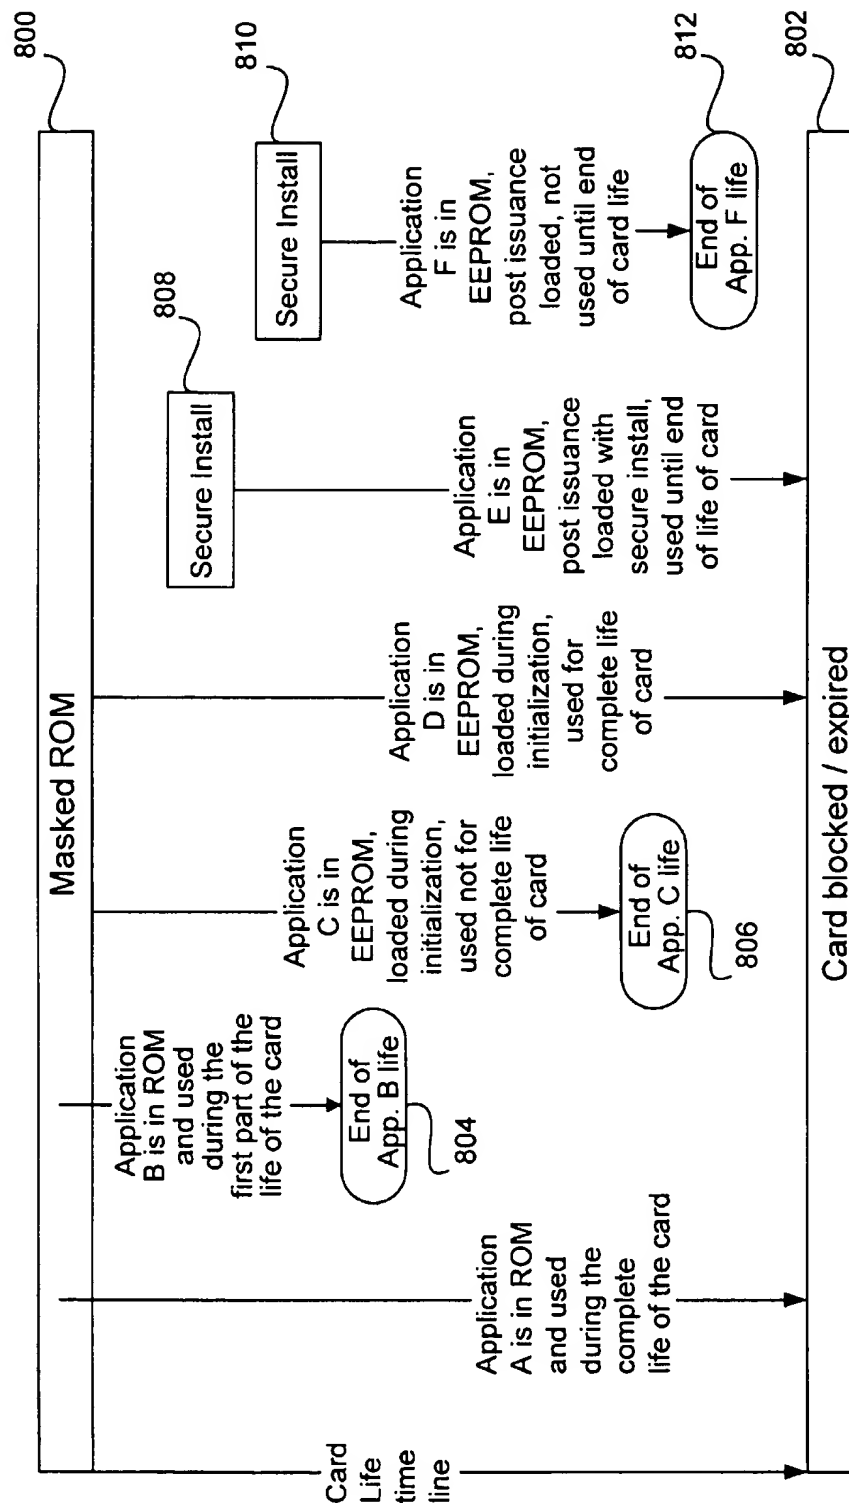 800
Masked ROM
Card
Life
time
line
Application
A is in ROM
and used
during the
complete
life of the card
Application
B is in ROM
and used
during the
first part of the
life of the card
End of
App. B life
804
Application
C is in
EEPROM,
loaded during
initialization,
used not for
complete life
of card
End of
App. C life
806
Application
D is in
EEPROM,
loaded during
initialization,
used for
complete life
of card
808
Secure Install
Application
E is in
EEPROM,
post issuance
loaded with
secure install,
used until end
of life of card
810
Secure Install
Application
F is in
EEPROM,
post issuance
loaded, not
used until end
of card life
812
End of
App. F life
802
Card blocked / expired